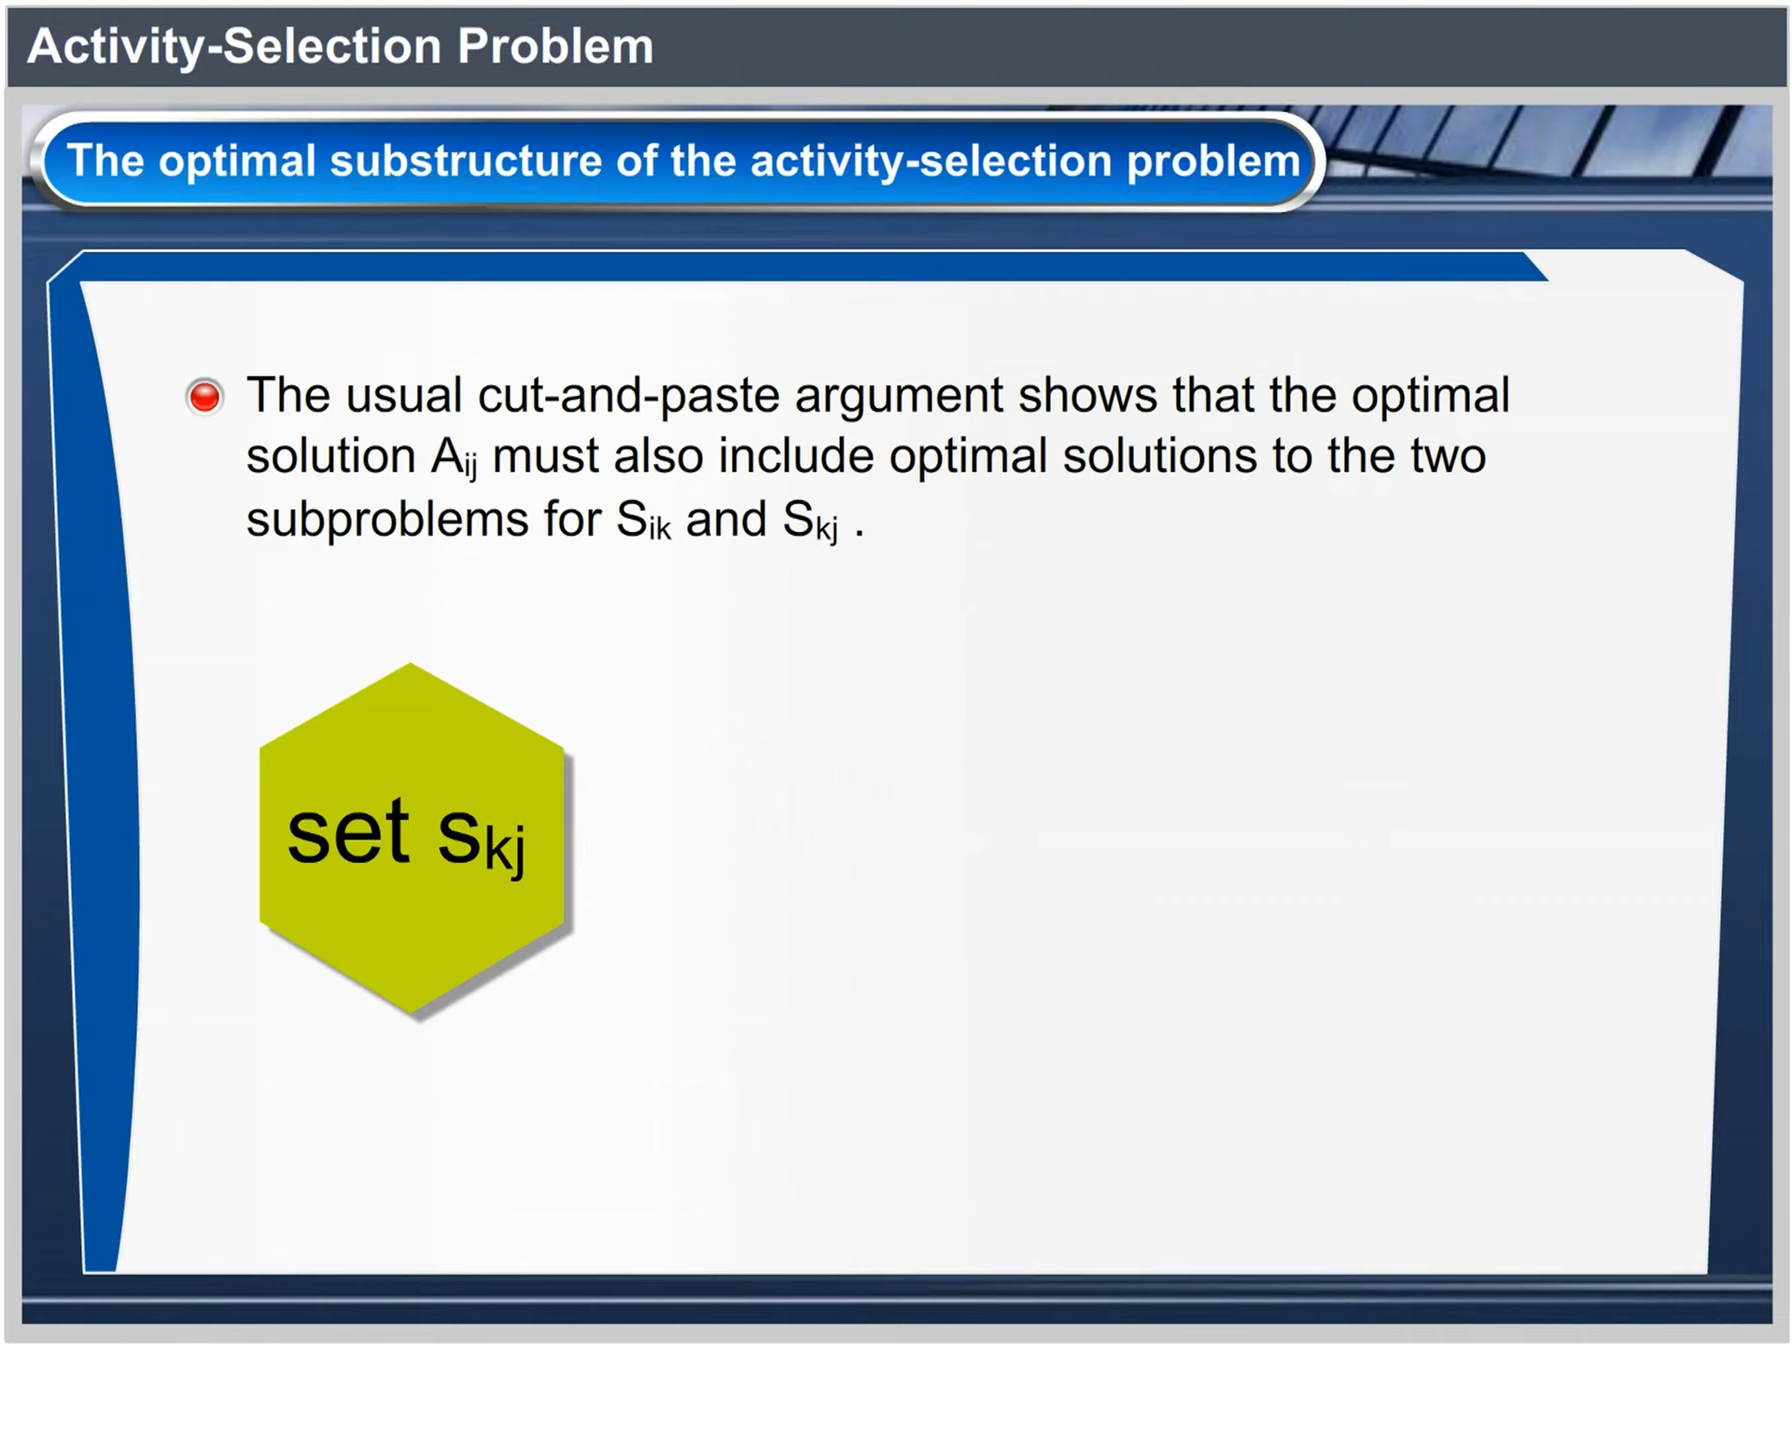 Activity-Selection Problem
The optimal substructure of the activity-selection problem
The usual cut-and-paste argument shows that the optimal
solution Aij must also include optimal solutions to the two
subproblems for Sik and Skj .
set skj